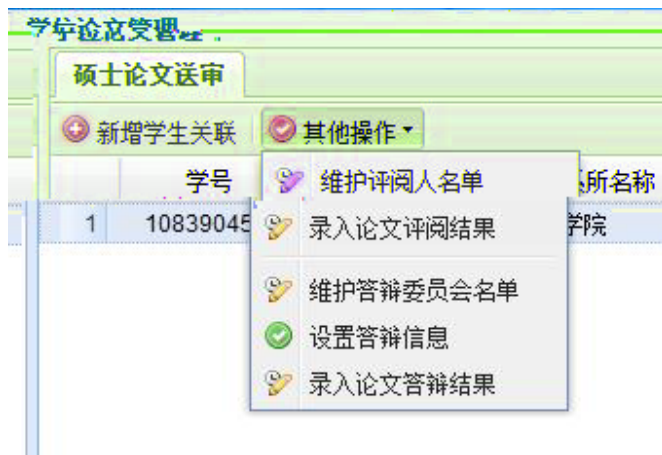 学位论文管理
硕士论文送审
新增学生关联 其他操作
学号 所名称
维护评阅人名单
1 10839045 学院
录入论文评阅结果
维护答辩委员会名单
设置答辩信息
录入论文答辩结果